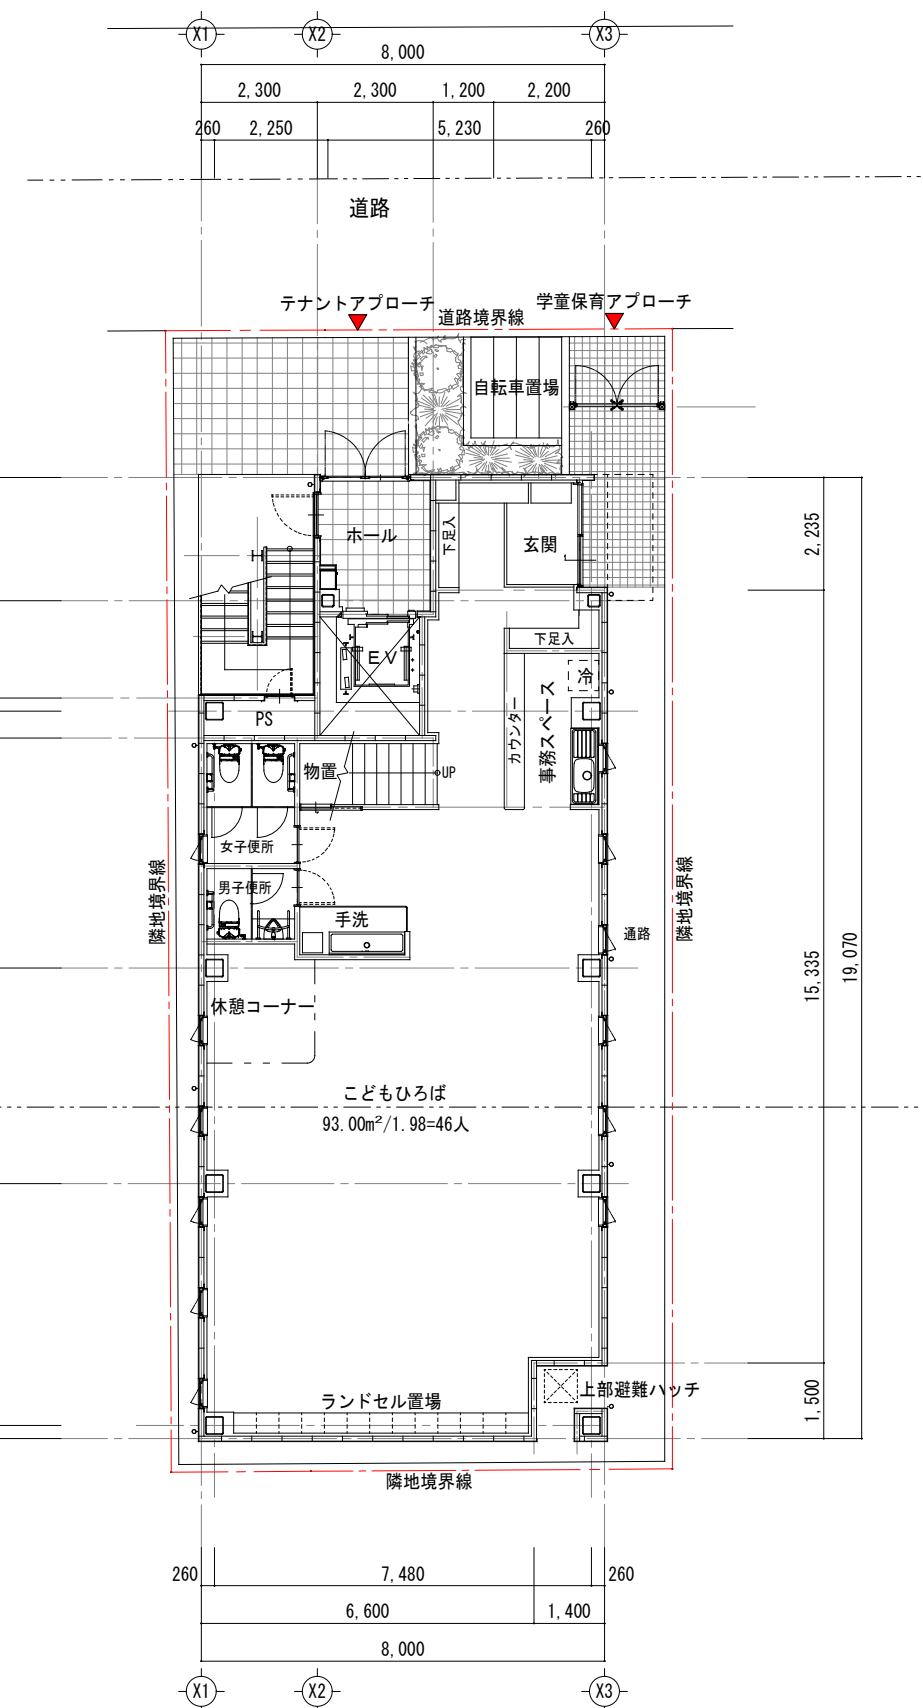 X1
X2
X3
8,000
2,300
2,300
1,200
2,200
260
2,250
5,230
260
道路
テナントアプローチ
学童保育アプローチ
道路境界線
自転車置場
ホール
下足入
玄関
2,235
下足入
EV
冷
PS
カウンター
事務スペース
物置
UP
女子便所
男子便所
隣地境界線
手洗
通路
隣地境界線
15,335
19,070
休憩コーナー
こどもひろば
93.00m²/1.98=46人
ランドセル置場
上部避難ハッチ
1,500
隣地境界線
260
7,480
260
6,600
1,400
8,000
X1
X2
X3